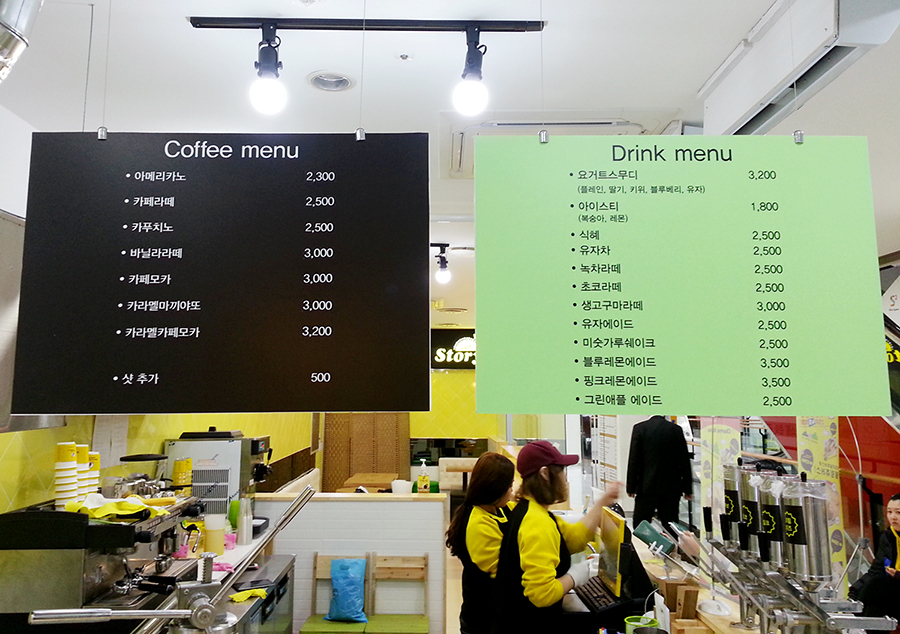 Coffee menu
• 아메리카노 2,300
• 카페라떼 2,500
• 카푸치노 2,500
• 바닐라라떼 3,000
• 카페모카 3,000
• 카라멜마끼야또 3,000
• 카라멜카페모카 3,200
• 샷 추가 500
Drink menu
• 요거트스무디 3,200
(플레인, 딸기, 키위, 블루베리, 유자)
• 아이스티 1,800
(복숭아, 레몬)
• 식혜 2,500
• 유자차 2,500
• 녹차라떼 2,500
• 초코라떼 2,500
• 생고구마라떼 3,000
• 유자에이드 2,500
• 미숫가루쉐이크 2,500
• 블루레몬에이드 3,500
• 핑크레몬에이드 3,500
• 그린애플 에이드 2,500
Story